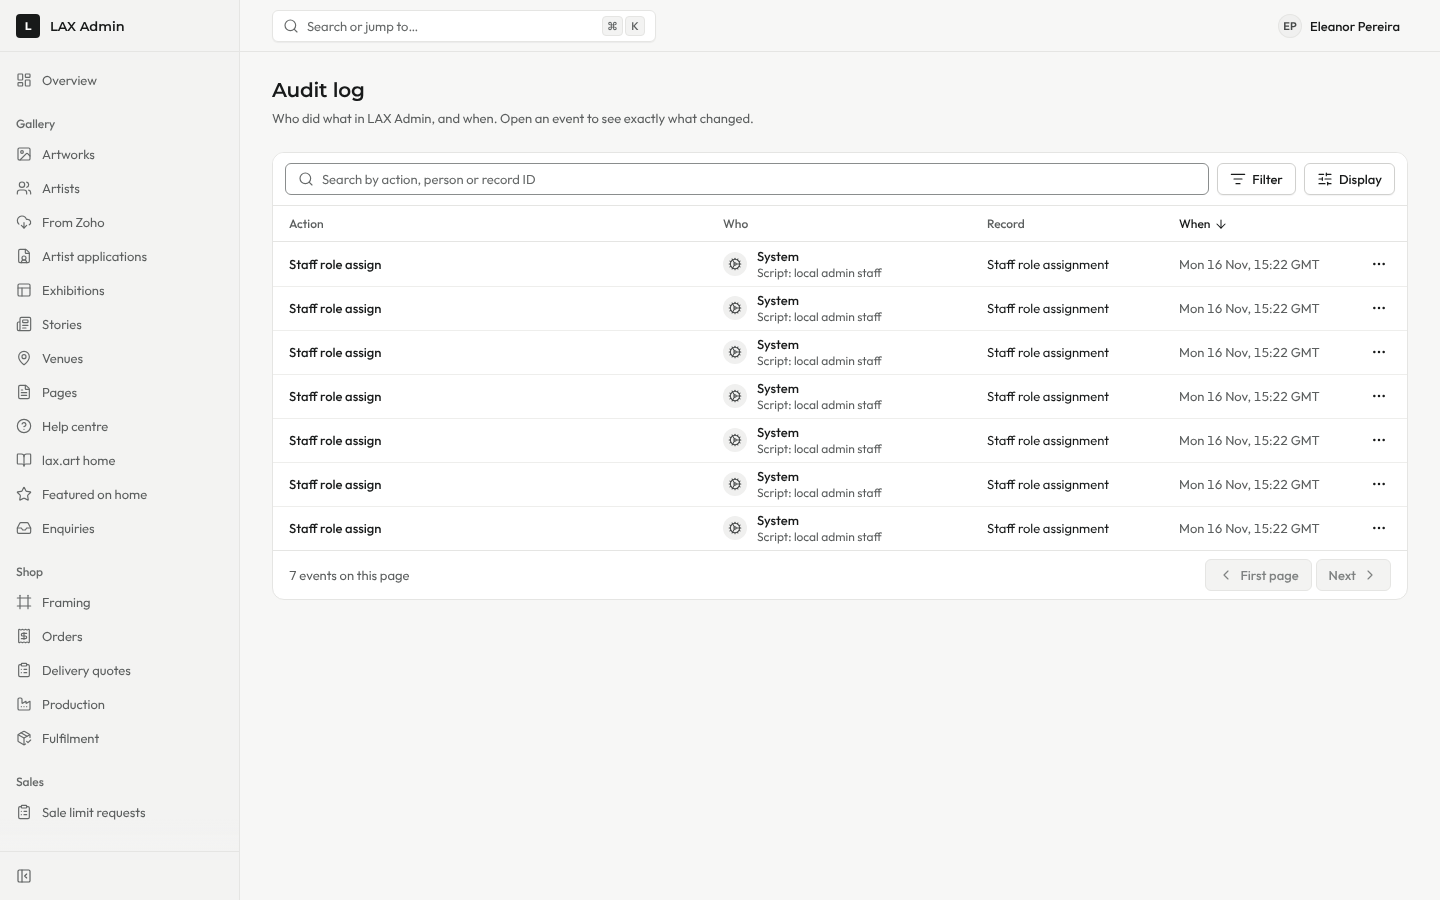 L LAX Admin
Search or jump to...
⌘ K
EP Eleanor Pereira
Overview
Gallery
Artworks
Artists
From Zoho
Artist applications
Exhibitions
Stories
Venues
Pages
Help centre
lax.art home
Featured on home
Enquiries
Shop
Framing
Orders
Delivery quotes
Production
Fulfilment
Sales
Sale limit requests
Audit log
Who did what in LAX Admin, and when. Open an event to see exactly what changed.
Search by action, person or record ID
Filter
Display
Action Who Record When
Staff role assign System Staff role assignment Mon 16 Nov, 15:22 GMT
Script: local admin staff
Staff role assign System Staff role assignment Mon 16 Nov, 15:22 GMT
Script: local admin staff
Staff role assign System Staff role assignment Mon 16 Nov, 15:22 GMT
Script: local admin staff
Staff role assign System Staff role assignment Mon 16 Nov, 15:22 GMT
Script: local admin staff
Staff role assign System Staff role assignment Mon 16 Nov, 15:22 GMT
Script: local admin staff
Staff role assign System Staff role assignment Mon 16 Nov, 15:22 GMT
Script: local admin staff
Staff role assign System Staff role assignment Mon 16 Nov, 15:22 GMT
Script: local admin staff
7 events on this page
First page
Next